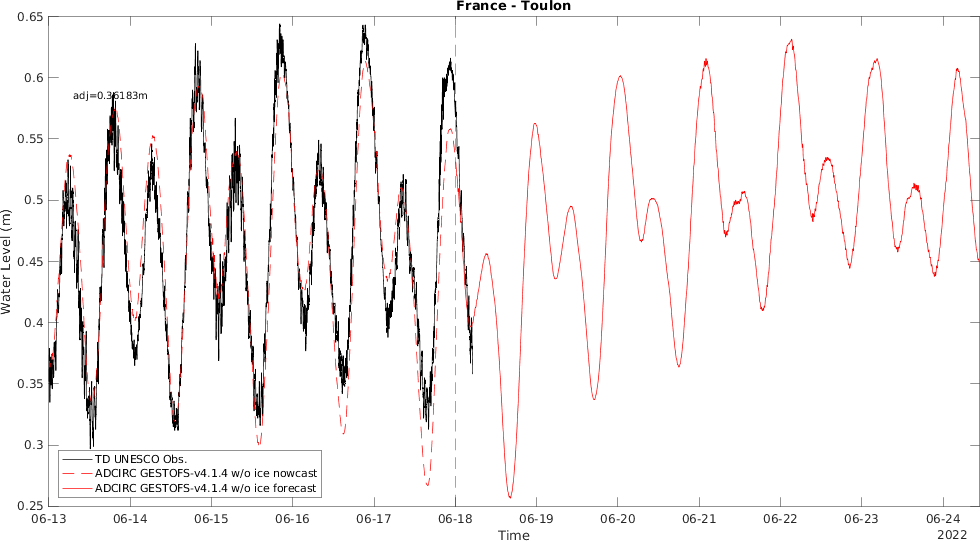 France - Toulon
0.65
0.6
0.55
0.5
0.45
0.4
0.35
0.3
0.25
Water Level (m)
adj=0.36183m
TD UNESCO Obs.
ADCIRC GESTOFS-v4.1.4 w/o ice nowcast
ADCIRC GESTOFS-v4.1.4 w/o ice forecast
06-13 06-14 06-15 06-16 06-17 06-18 06-19 06-20 06-21 06-22 06-23 06-24
Time
2022